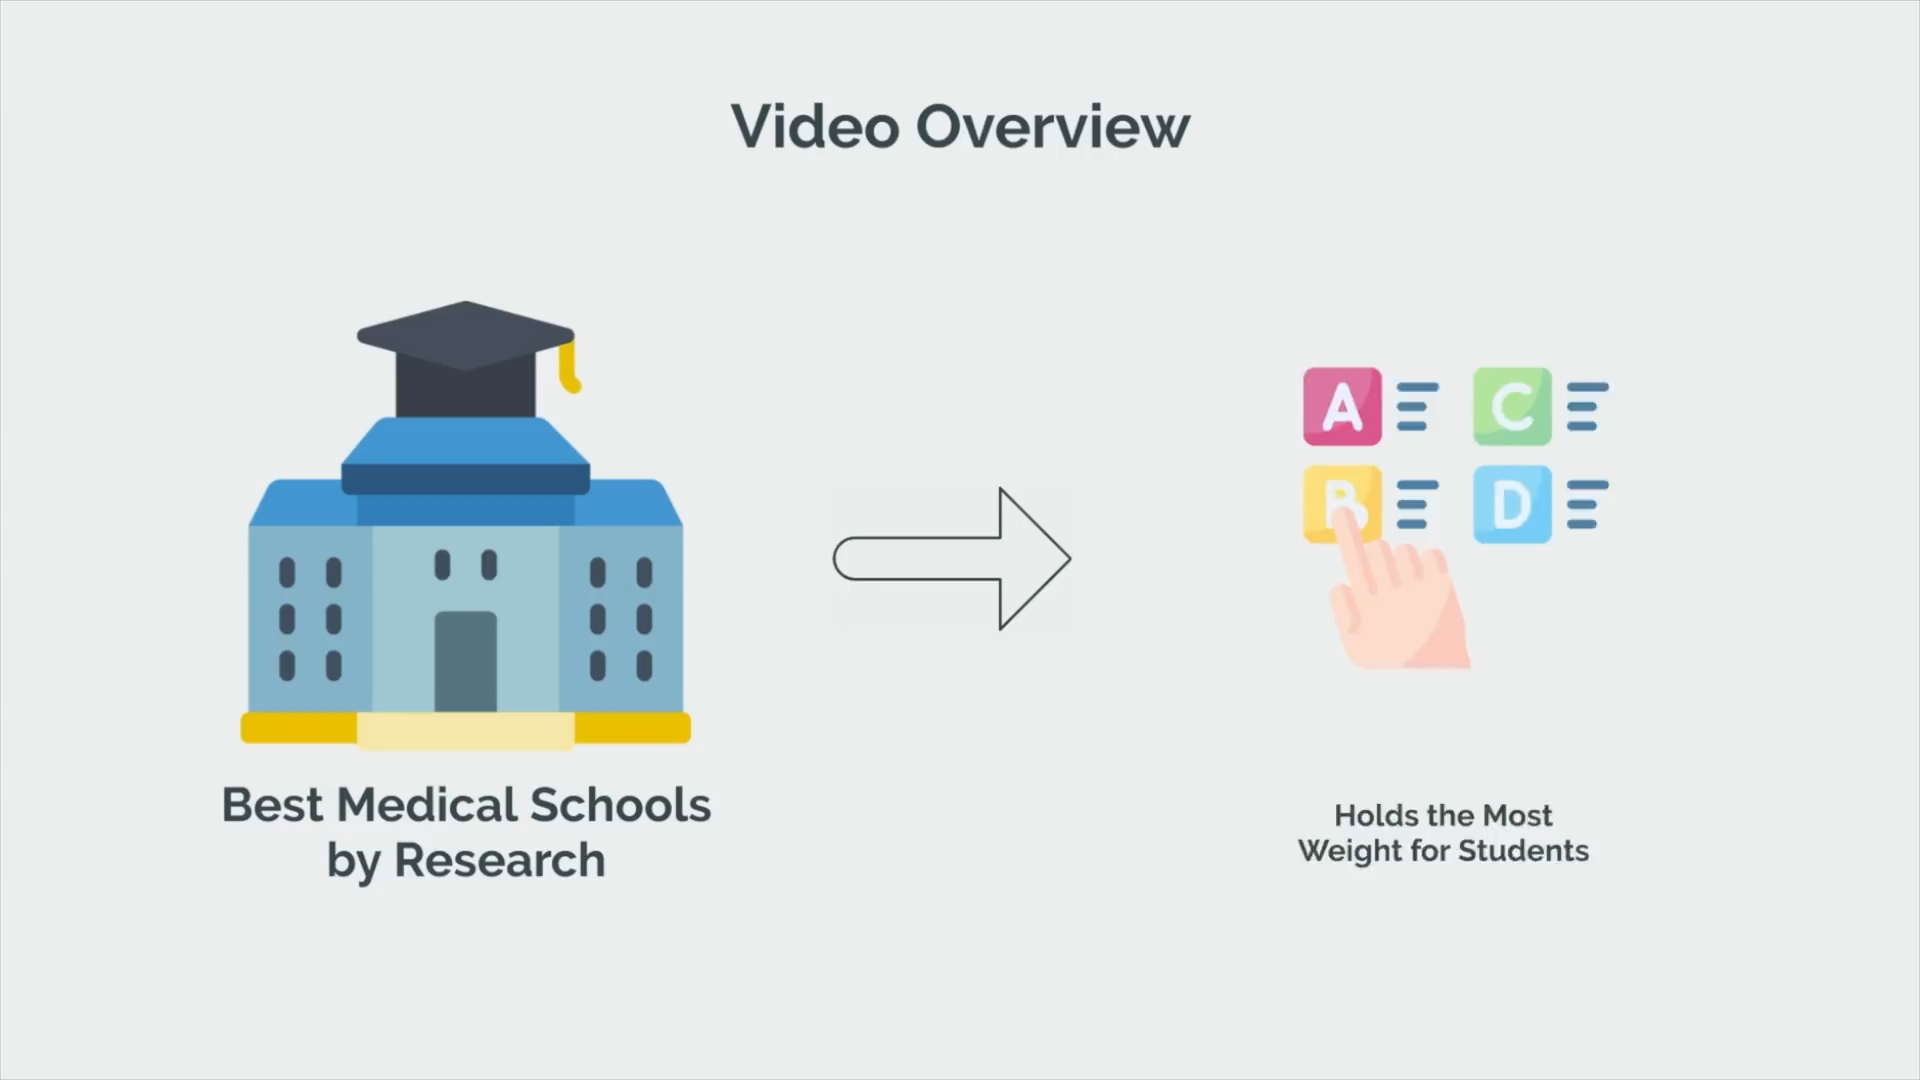 Video Overview
A
C
B
D
Best Medical Schools
by Research
Holds the Most
Weight for Students